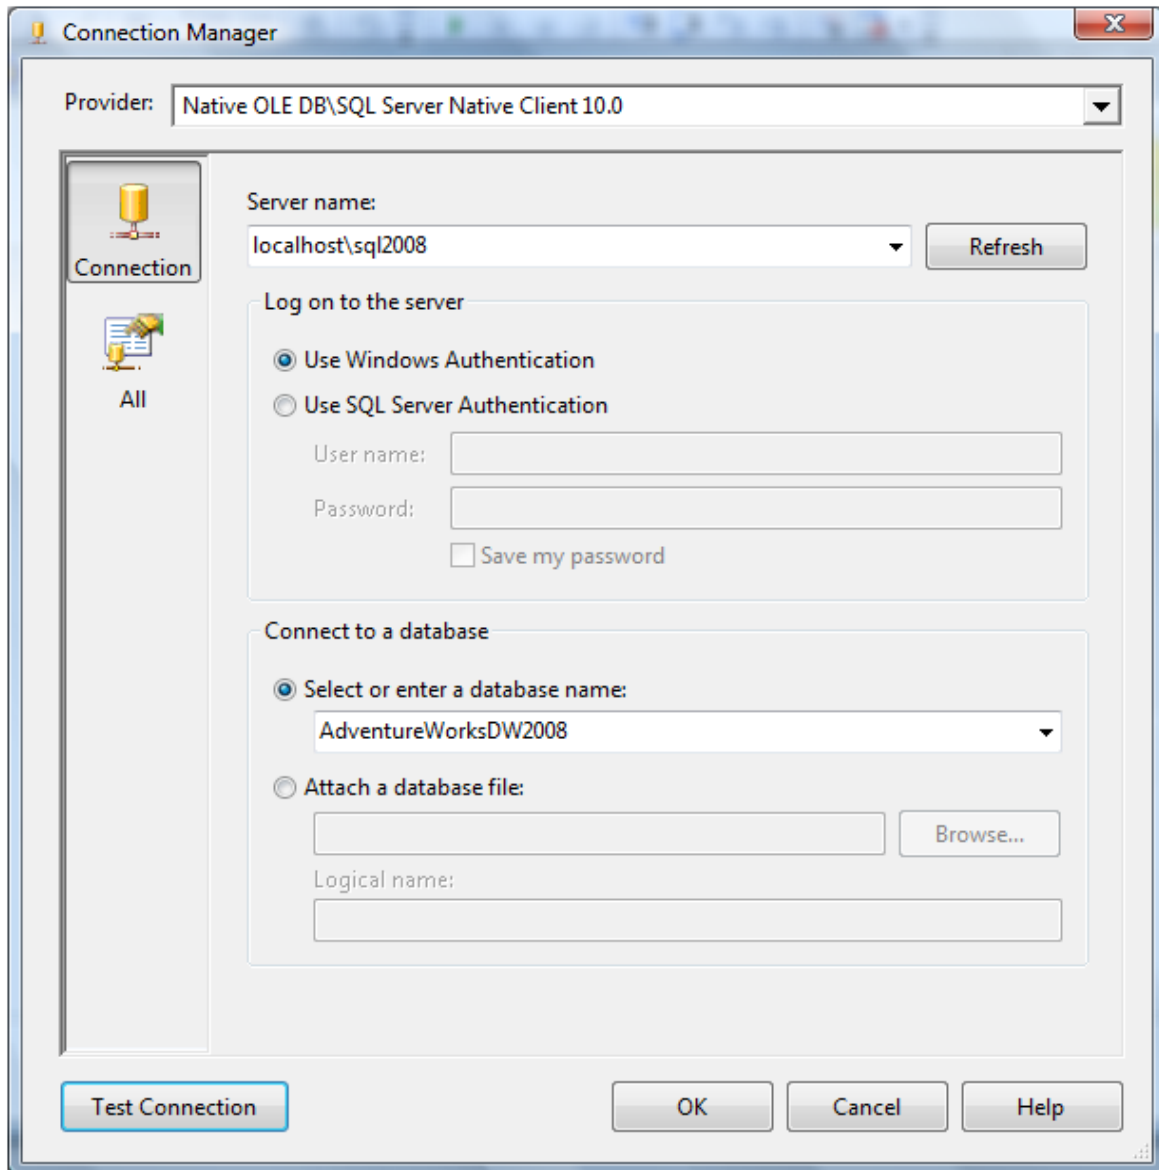 Connection Manager
Provider: Native OLE DB\SQL Server Native Client 10.0
Connection
All
Server name:
localhost\sql2008
Refresh
Log on to the server
Use Windows Authentication
Use SQL Server Authentication
User name:
Password:
Save my password
Connect to a database
Select or enter a database name:
AdventureWorksDW2008
Attach a database file:
Browse...
Logical name:
Test Connection OK Cancel Help